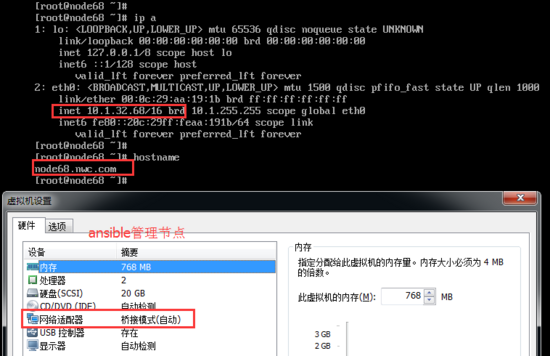 [root@node68 ~]#
[root@node68 ~]# ip a
1: lo: <LOOPBACK,UP,LOWER_UP> mtu 65536 qdisc noqueue state UNKNOWN
link/loopback 00:00:00:00:00:00 brd 00:00:00:00:00:00
inet 127.0.0.1/8 scope host lo
inet6 ::1/128 scope host
valid_lft forever preferred_lft forever
2: eth0: <BROADCAST,MULTICAST,UP,LOWER_UP> mtu 1500 qdisc pfifo_fast state UP qlen 1000
link/ether 00:0c:29:aa:19:1b brd ff:ff:ff:ff:ff:ff
inet 10.1.32.68/16 brd 10.1.255.255 scope global eth0
inet6 fe80::20c:29ff:feaa:191b/64 scope link
valid_lft forever preferred_lft forever
[root@node68 ~]# hostname
node68.nwc.com
[root@node68 ~]#
虚拟机设置
硬件 选项
ansible管理节点
设备 摘要
内存 768 MB
处理器 2
硬盘(SCSI) 20 GB
CD/DVD (IDE) 自动检测
网络适配器 桥接模式(自动)
USB 控制器 存在
显示器 自动检测
内存
指定分配给此虚拟机的内存量。内存大小必须为 4 MB
的倍数。
此虚拟机的内存(M): 768 MB
3 GB
2 GB